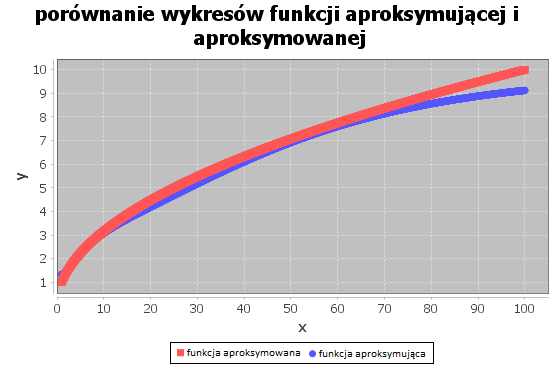 porównanie wykresów funkcji aproksymującej i
aproksymowanej
10
9
8
7
6
5
4
3
2
1
y
0 10 20 30 40 50 60 70 80 90 100
x
funkcja aproksymowana funkcja aproksymująca